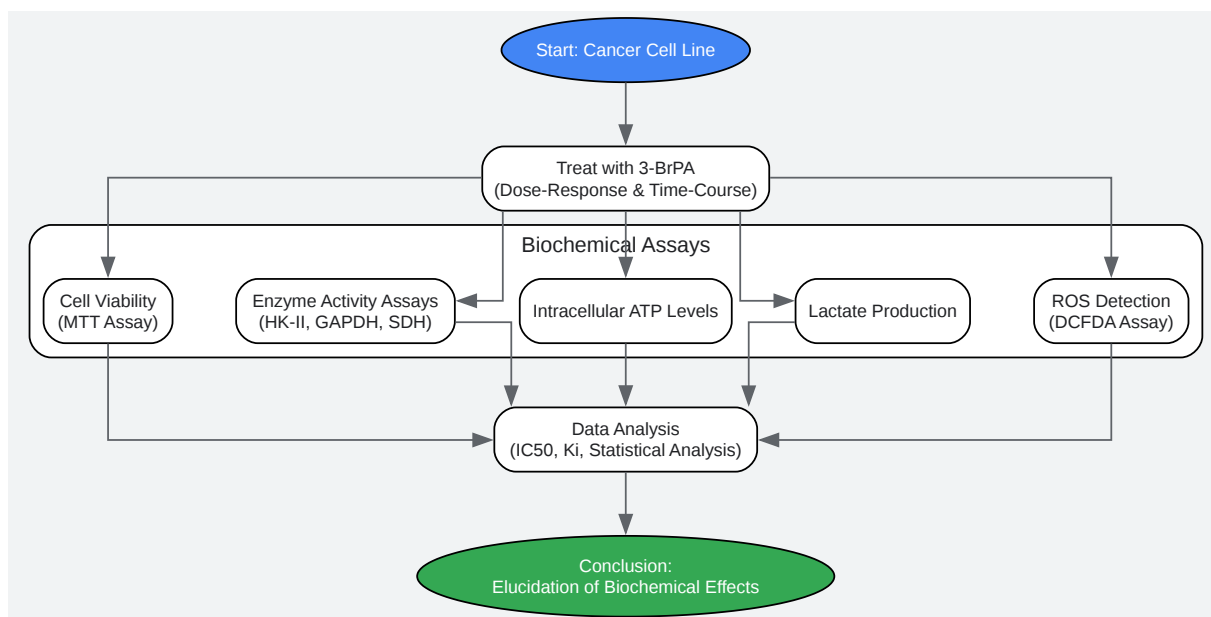 Start: Cancer Cell Line
Treat with 3-BrPA
(Dose-Response & Time-Course)
Biochemical Assays
Cell Viability
(MTT Assay)
Enzyme Activity Assays
(HK-II, GAPDH, SDH)
Intracellular ATP Levels
Lactate Production
ROS Detection
(DCFDA Assay)
Data Analysis
(IC50, Ki, Statistical Analysis)
Conclusion:
Elucidation of Biochemical Effects